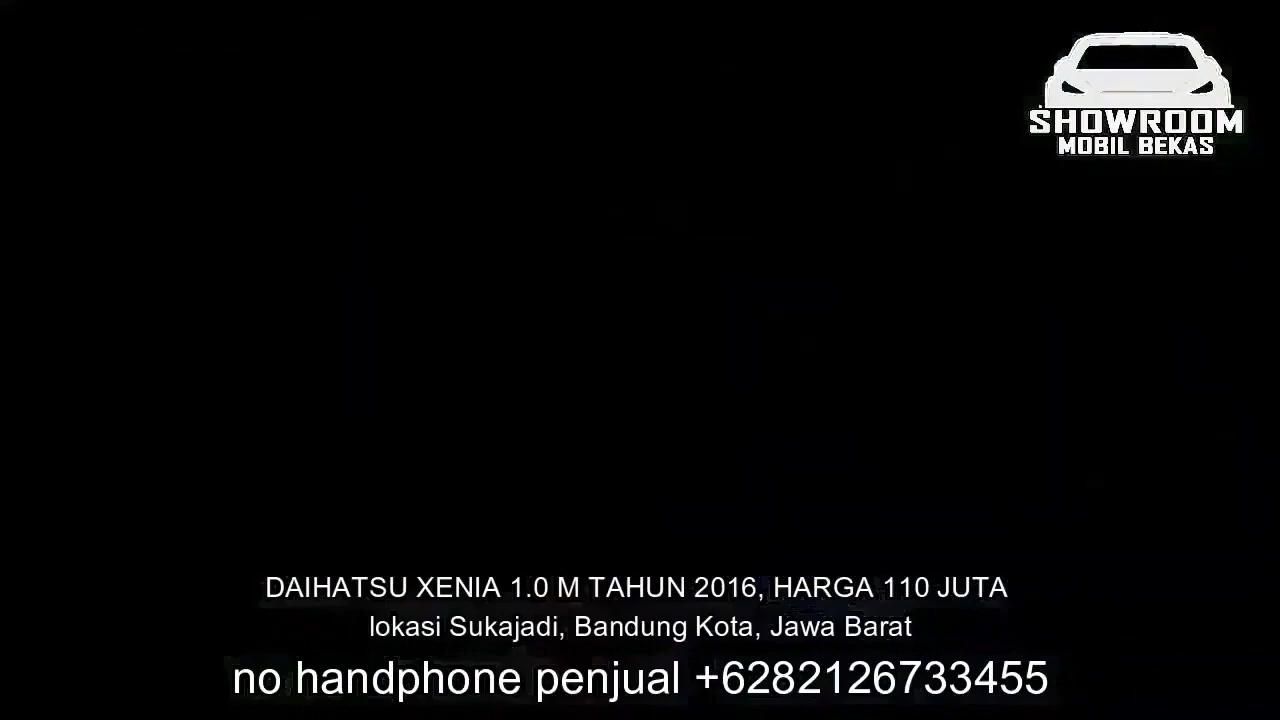 SHOWROOM
MOBIL BEKAS
DAIHATSU XENIA 1.0 M TAHUN 2016, HARGA 110 JUTA
lokasi Sukajadi, Bandung Kota, Jawa Barat
no handphone penjual +6282126733455